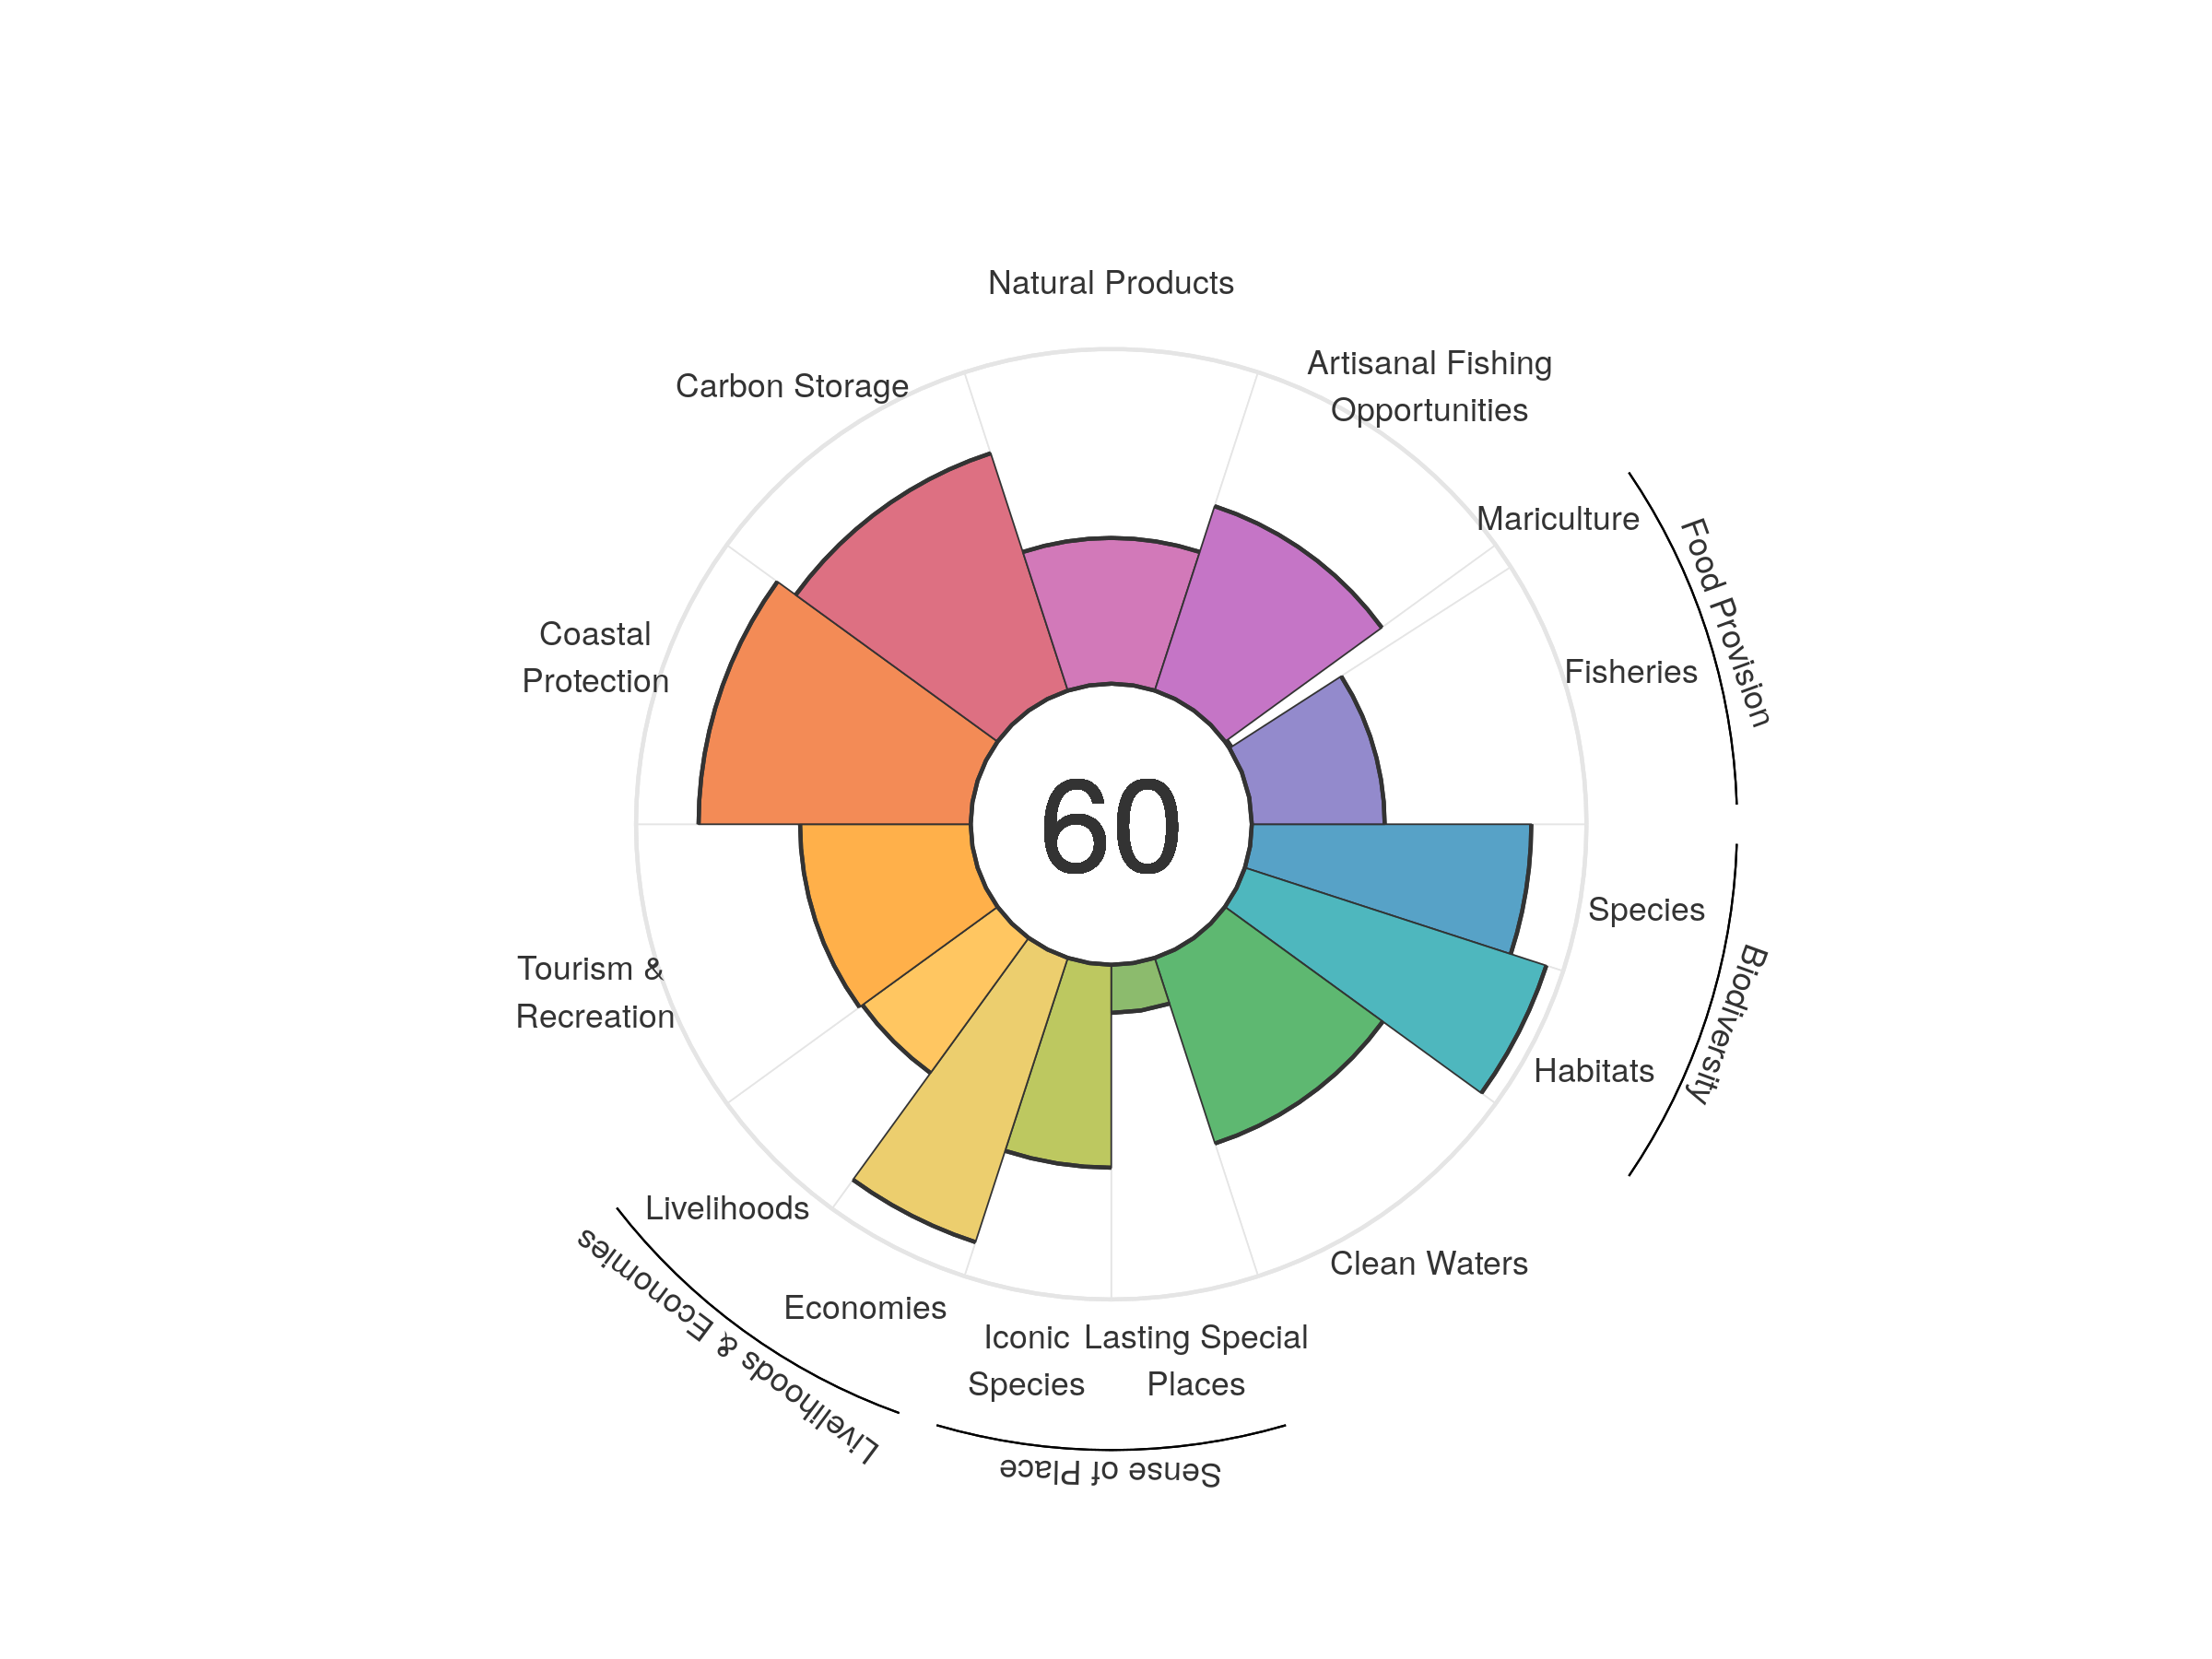 Natural Products
Carbon Storage
Artisanal Fishing
Opportunities
Mariculture
Food Provision
Fisheries
Coastal
Protection
60
Species
Biodiversity
Tourism &
Recreation
Habitats
Livelihoods
Livelihoods & Economies
Clean Waters
Economies
Iconic
Species
Lasting Special
Places
Sense of Place